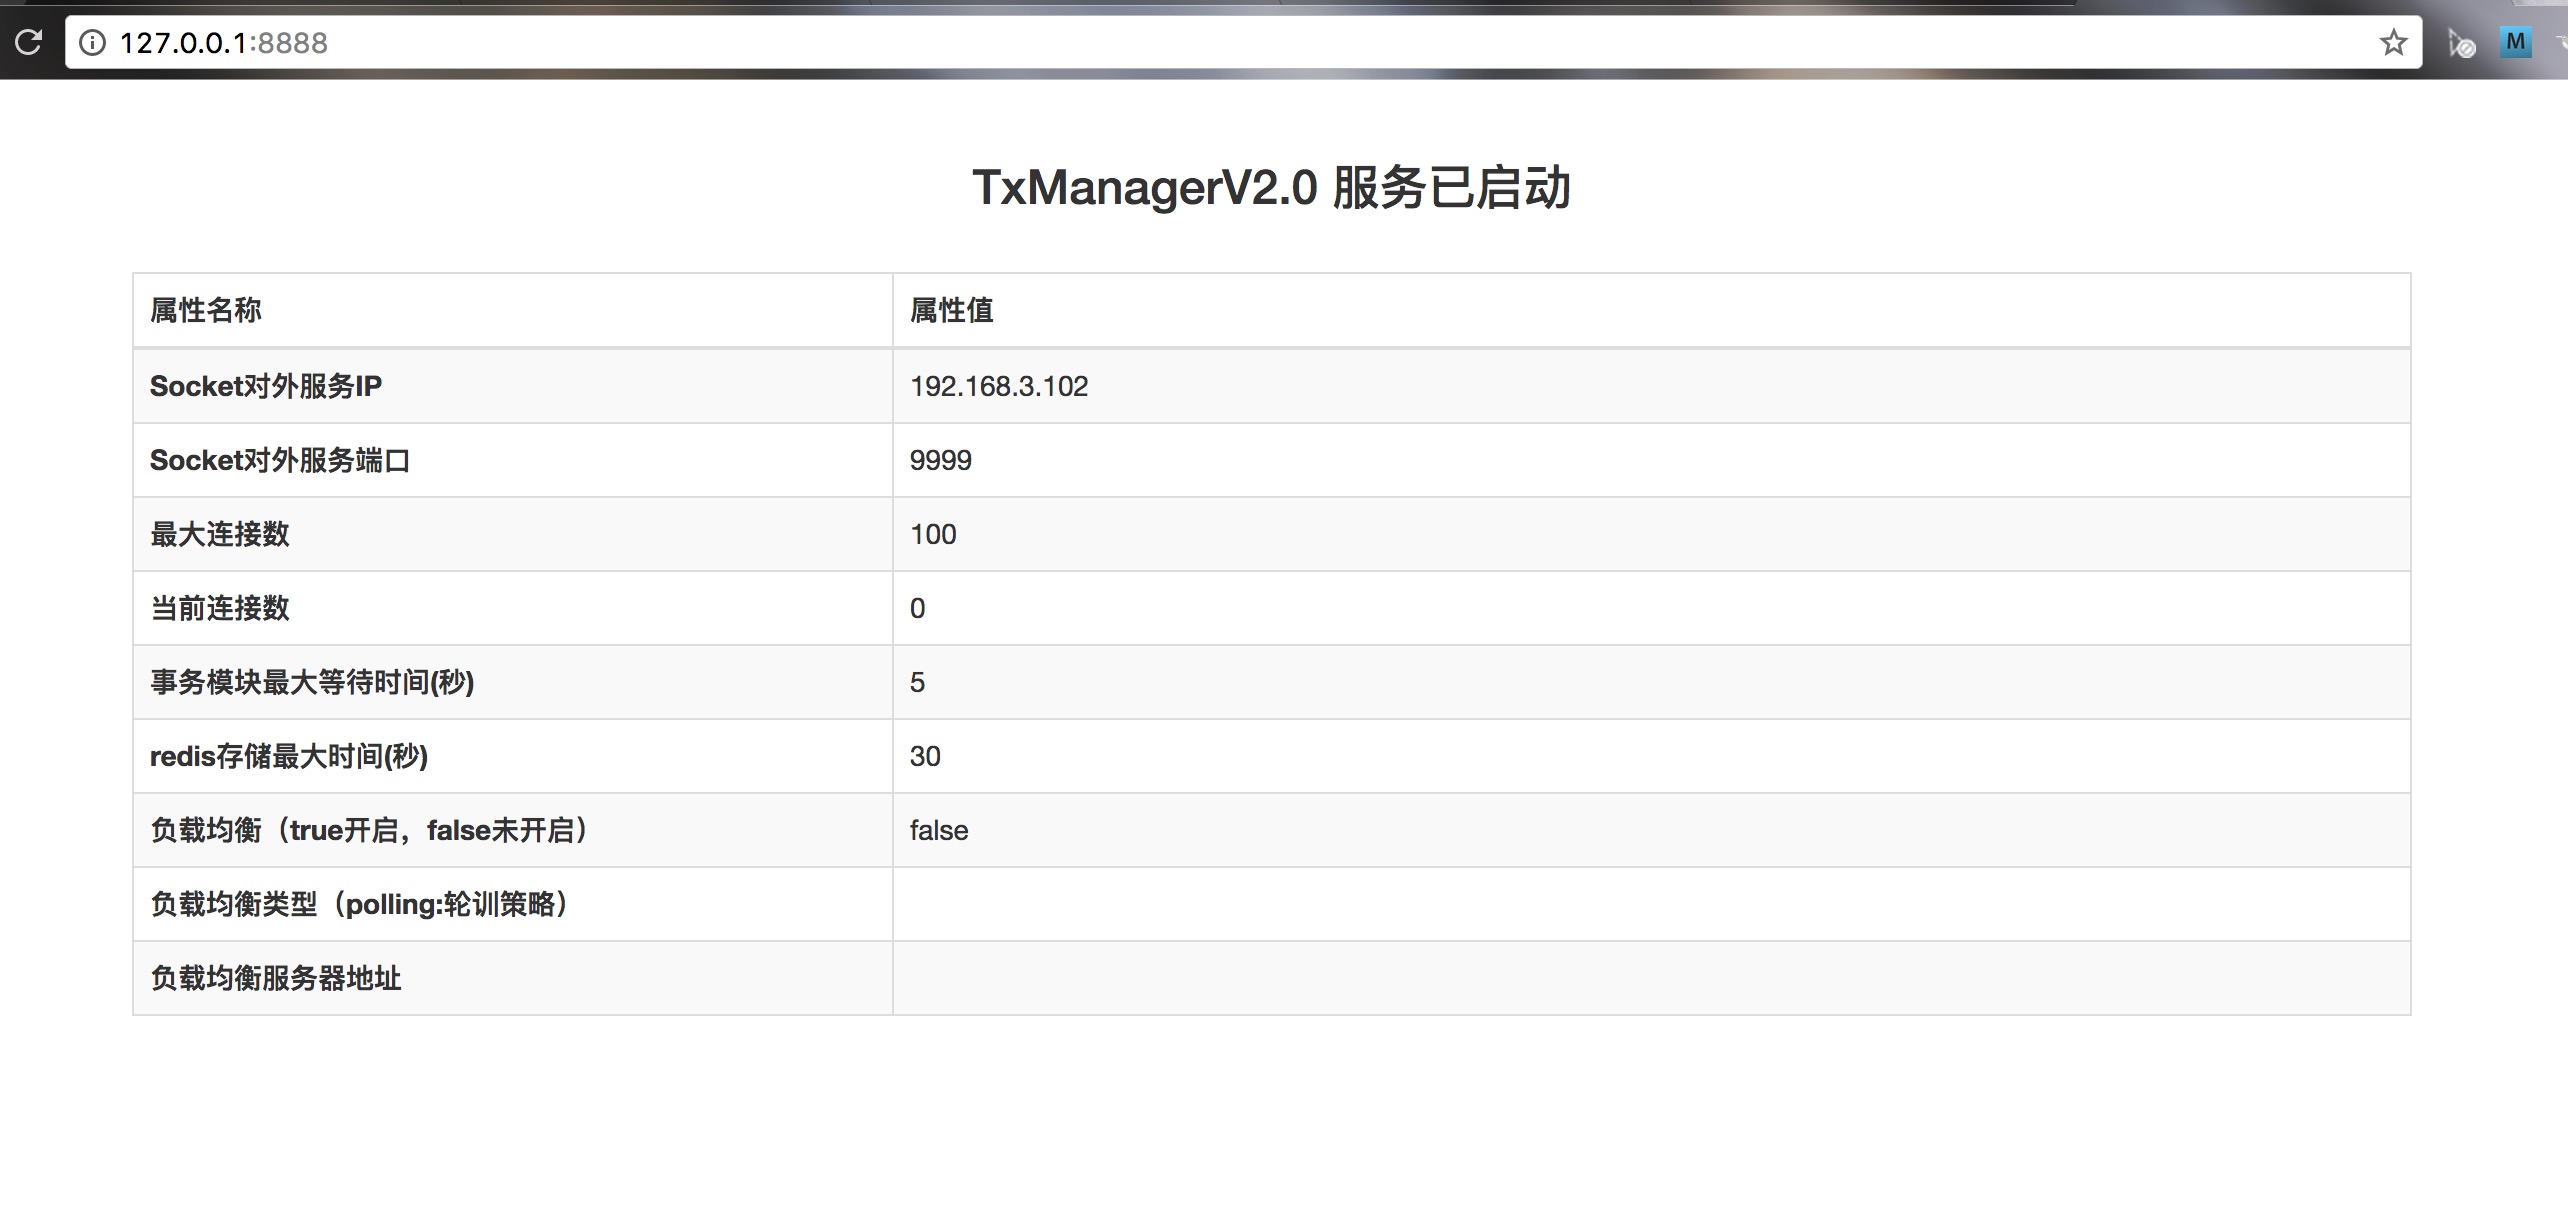 127.0.0.1:8888
M
TxManagerV2.0 服务已启动
属性名称 属性值
Socket对外服务IP 192.168.3.102
Socket对外服务端口 9999
最大连接数 100
当前连接数 0
事务模块最大等待时间(秒) 5
redis存储最大时间(秒) 30
负载均衡（true开启，false未开启） false
负载均衡类型（polling:轮训策略）
负载均衡服务器地址